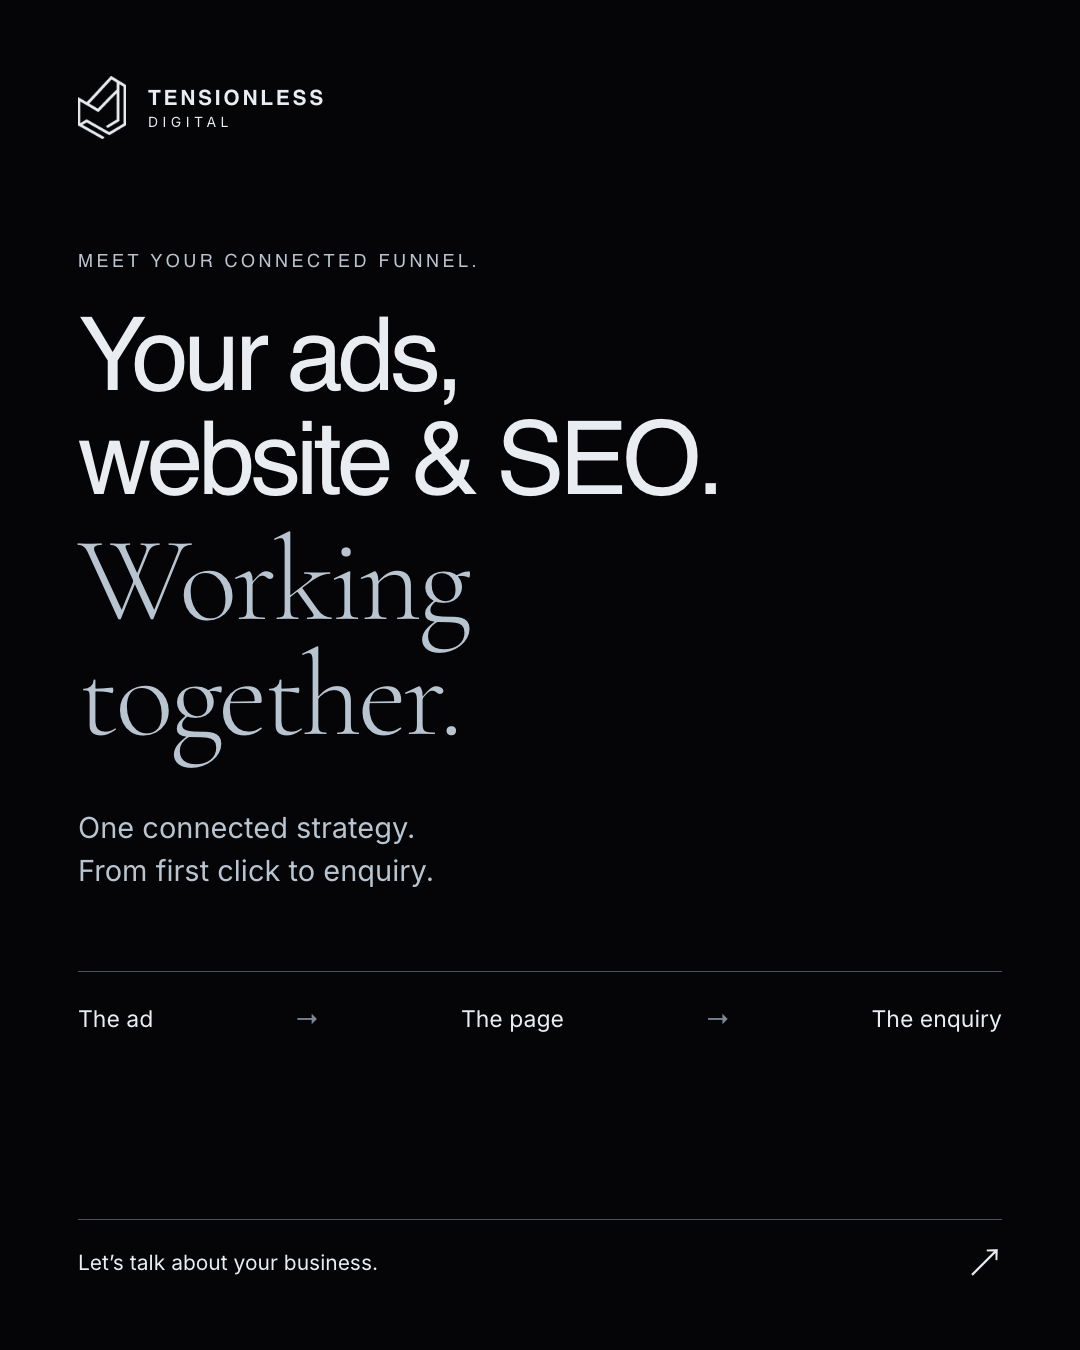 TENSIONLESS
DIGITAL
MEET YOUR CONNECTED FUNNEL.
Your ads,
website & SEO.
Working
together.
One connected strategy.
From first click to enquiry.
The ad → The page → The enquiry
Let’s talk about your business. ↗